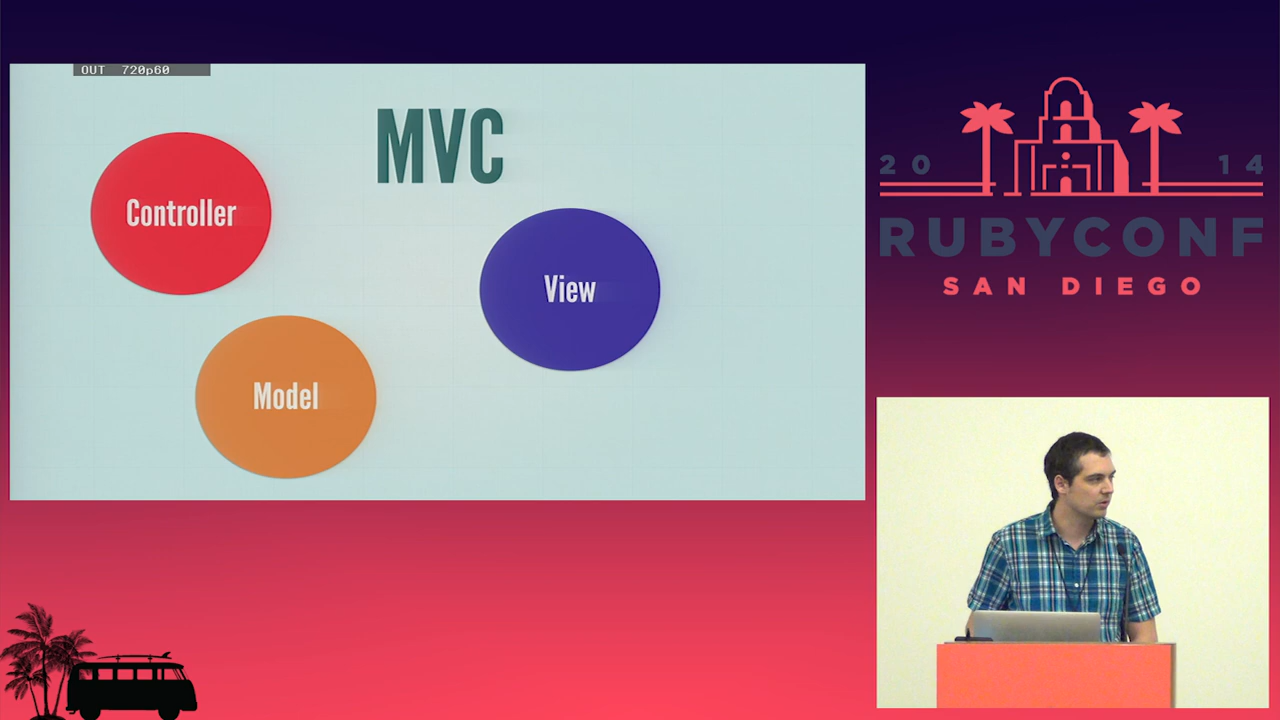 OUT 720p60
MVC
Controller
View
Model
20 14
RUBYCONF
SAN DIEGO